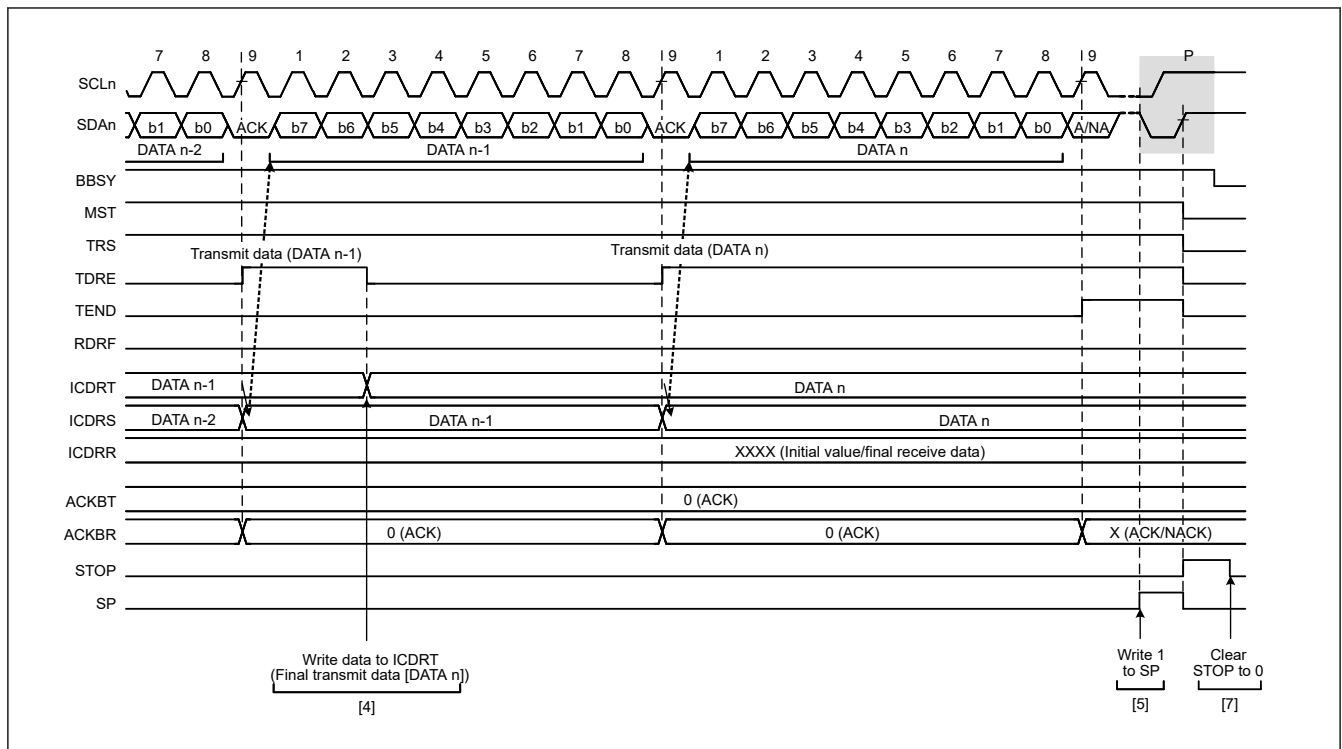 7 8 9 1 2 3 4 5 6 7 8 9 1 2 3 4 5 6 7 8 9 P
SCLn
SDAn b1 b0 ACK b7 b6 b5 b4 b3 b2 b1 b0 ACK b7 b6 b5 b4 b3 b2 b1 b0 A/NA
DATA n-2 DATA n-1 DATA n
BBSY
MST
TRS
Transmit data (DATA n-1) Transmit data (DATA n)
TDRE
TEND
RDRF
ICDRT DATA n-1 DATA n
ICDRS DATA n-2 DATA n-1 DATA n
ICDRR XXXX (Initial value/final receive data)
ACKBT 0 (ACK)
ACKBR 0 (ACK) 0 (ACK) X (ACK/NACK)
STOP
SP
Write data to ICDRT
(Final transmit data [DATA n])
[4]
Write 1
to SP
[5]
Clear
STOP to 0
[7]